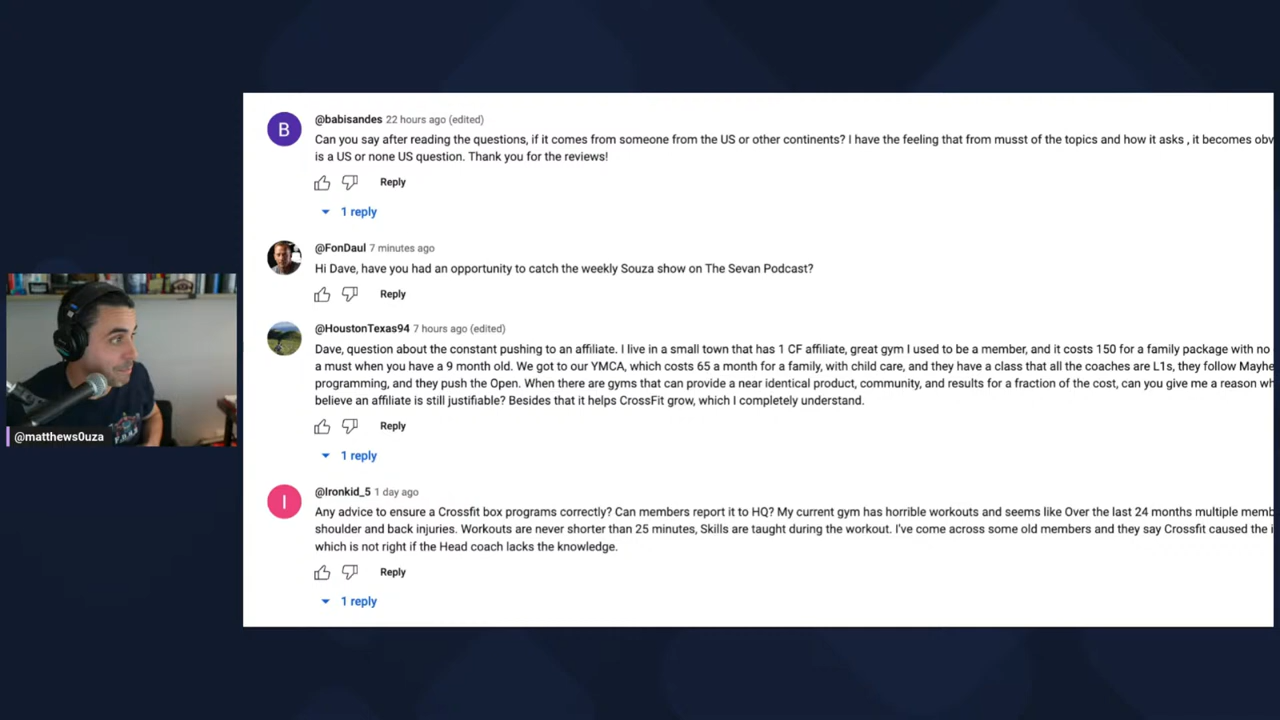 B
@babisandes 22 hours ago (edited)
Can you say after reading the questions, if it comes from someone from the US or other continents? I have the feeling that from musst of the topics and how it asks , it becomes obv
is a US or none US question. Thank you for the reviews!
Reply
1 reply
@FonDaul 7 minutes ago
Hi Dave, have you had an opportunity to catch the weekly Souza show on The Sevan Podcast?
Reply
@HoustonTexas94 7 hours ago (edited)
Dave, question about the constant pushing to an affiliate. I live in a small town that has 1 CF affiliate, great gym I used to be a member, and it costs 150 for a family package with no
a must when you have a 9 month old. We got to our YMCA, which costs 65 a month for a family, with child care, and they have a class that all the coaches are L1s, they follow Mayhe
programming, and they push the Open. When there are gyms that can provide a near identical product, community, and results for a fraction of the cost, can you give me a reason wh
believe an affiliate is still justifiable? Besides that it helps CrossFit grow, which I completely understand.
Reply
1 reply
@matthews0uza
I
@Ironkid_5 1 day ago
Any advice to ensure a Crossfit box programs correctly? Can members report it to HQ? My current gym has horrible workouts and seems like Over the last 24 months multiple memb
shoulder and back injuries. Workouts are never shorter than 25 minutes, Skills are taught during the workout. I've come across some old members and they say Crossfit caused the i
which is not right if the Head coach lacks the knowledge.
Reply
1 reply